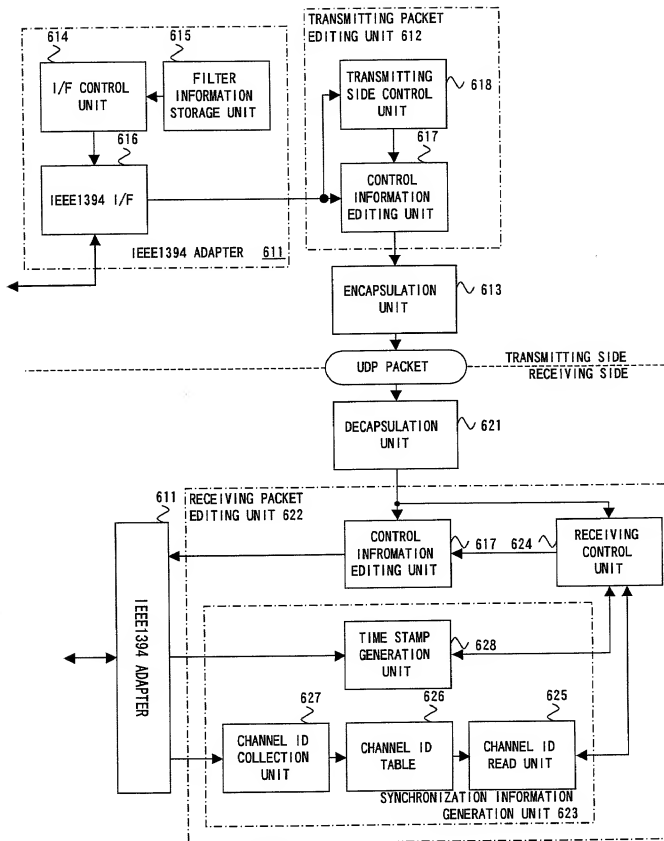 TRANSMITTING PACKET
EDITING UNIT 612
614
615
I/F CONTROL
UNIT
FILTER
INFORMATION
STORAGE UNIT
TRANSMITTING
SIDE CONTROL
UNIT
618
616
617
IEEE1394 I/F
CONTROL
INFORMATION
EDITING UNIT
IEEE1394 ADAPTER 611
ENCAPSULATION
UNIT
613
UDP PACKET
TRANSMITTING SIDE
RECEIVING SIDE
DECAPSULATION
UNIT
621
611
RECEIVING PACKET
EDITING UNIT 622
CONTROL
INFROMATION
EDITING UNIT
617
624
RECEIVING
CONTROL
UNIT
IEEE1394 ADAPTER
TIME STAMP
GENERATION
UNIT
628
627
626
625
CHANNEL ID
COLLECTION
UNIT
CHANNEL ID
TABLE
CHANNEL ID
READ UNIT
SYNCHRONIZATION INFORMATION
GENERATION UNIT 623